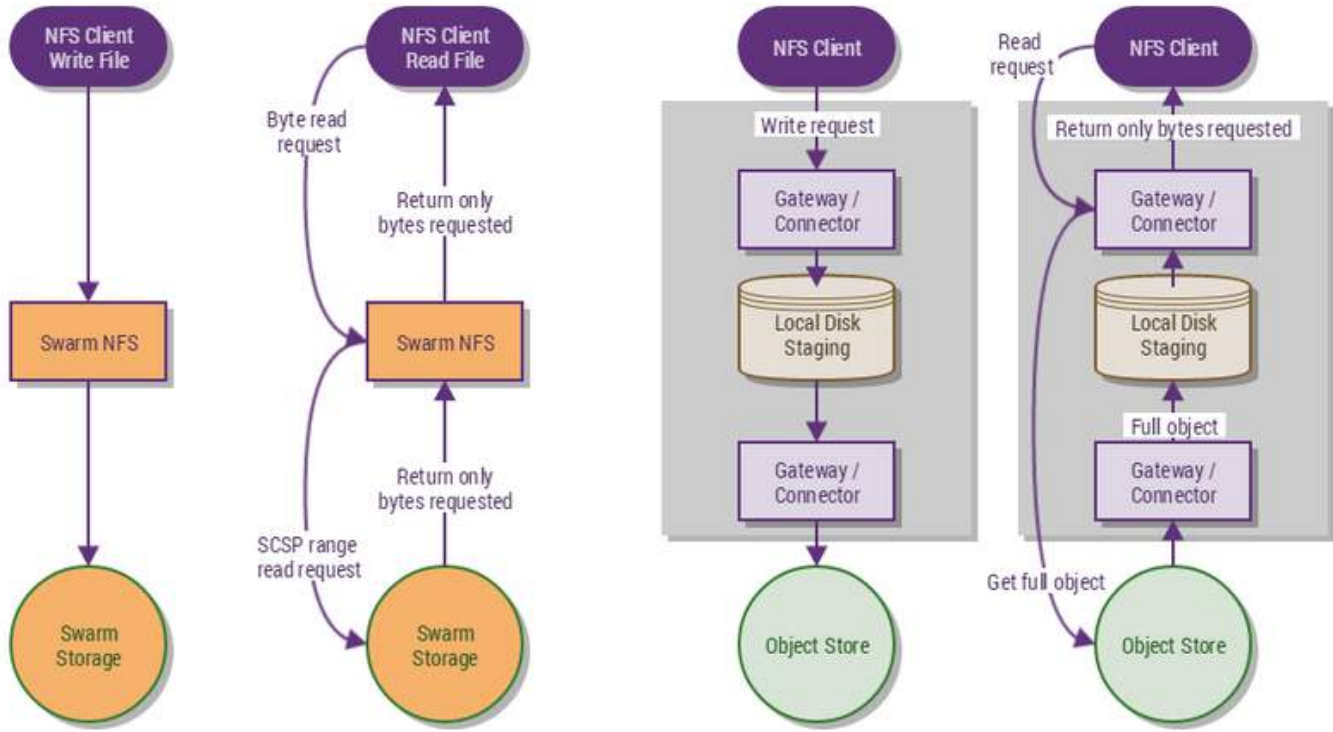 NFS Client
Write File
Swarm NFS
Swarm
Storage
NFS Client
Read File
Byte read
request
Return only
bytes requested
Swarm NFS
Return only
bytes requested
SCSP range
read request
Swarm
Storage
NFS Client
Write request
Gateway /
Connector
Local Disk
Staging
Gateway /
Connector
Object Store
Read
request
NFS Client
Return only bytes requested
Gateway /
Connector
Local Disk
Staging
Full object
Gateway /
Connector
Get full object
Object Store